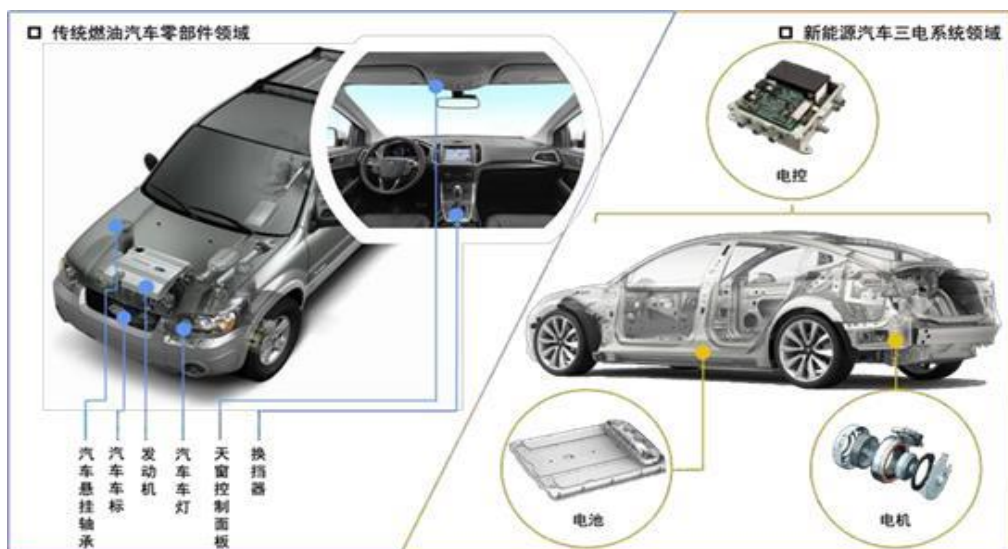 传统燃油汽车零部件领域
新能源汽车三电系统领域
电控
汽车悬挂轴承
汽车车标
发动机
汽车车灯
天窗控制面板
换挡器
电池
电机